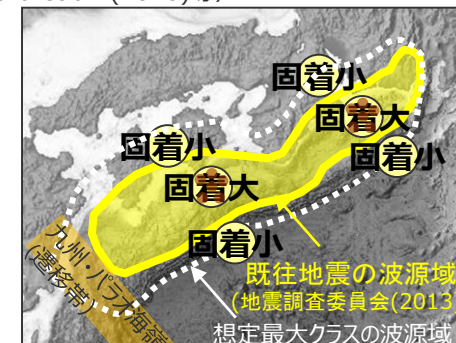 固着小
固着大
固着小
固着小
固着大
固着小
九州・パラオ海嶺
(遷移帯)
既往地震の波源域
(地震調査委員会(2013
想定最大クラスの波源域